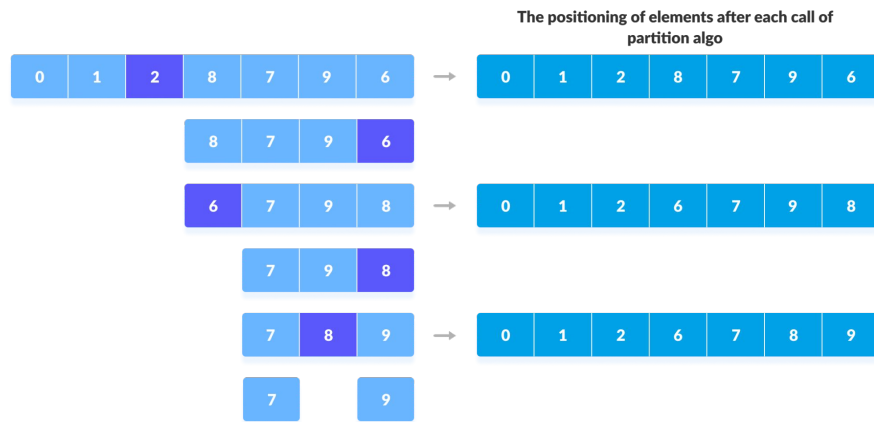 The positioning of elements after each call of
partition algo
0 1 2 8 7 9 6 0 1 2 8 7 9 6
8 7 9 6
6 7 9 8 0 1 2 6 7 9 8
7 9 8
7 8 9 0 1 2 6 7 8 9
7 9